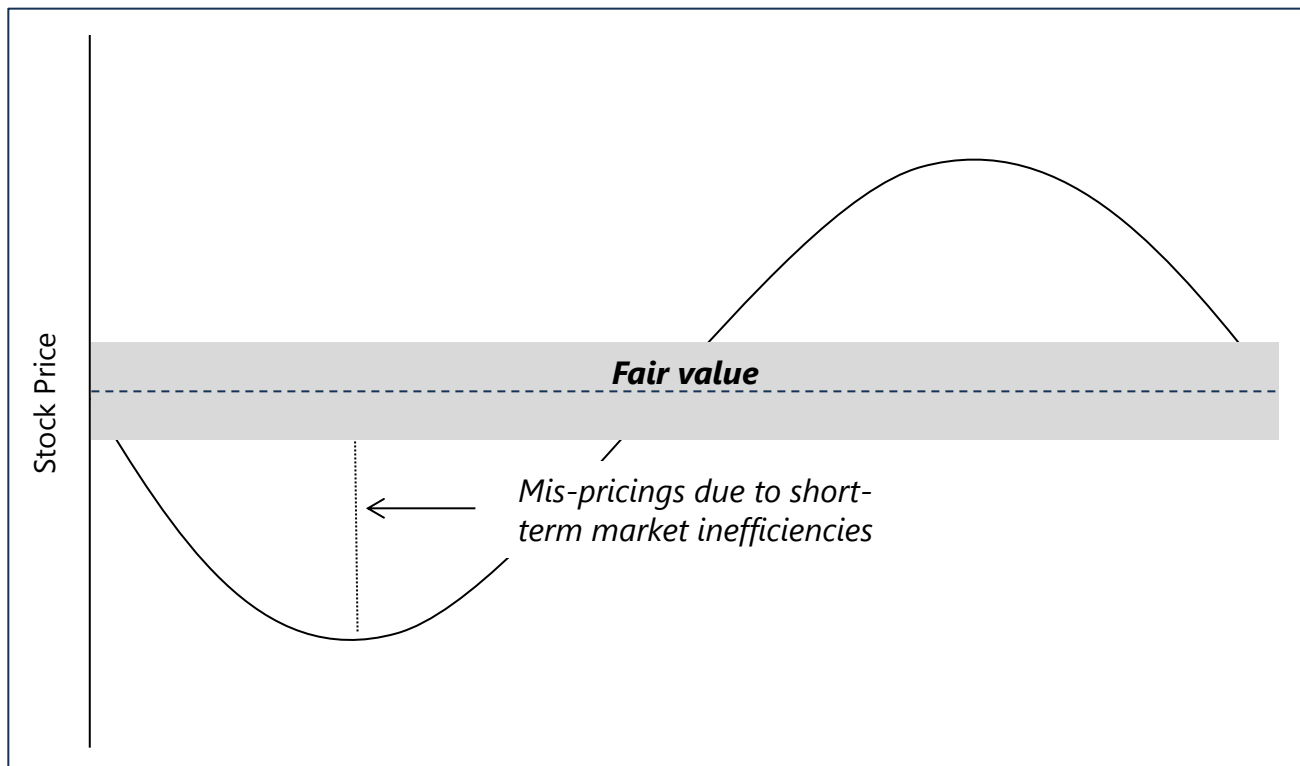 Stock Price
Fair value
Mis-pricings due to short-
term market inefficiencies